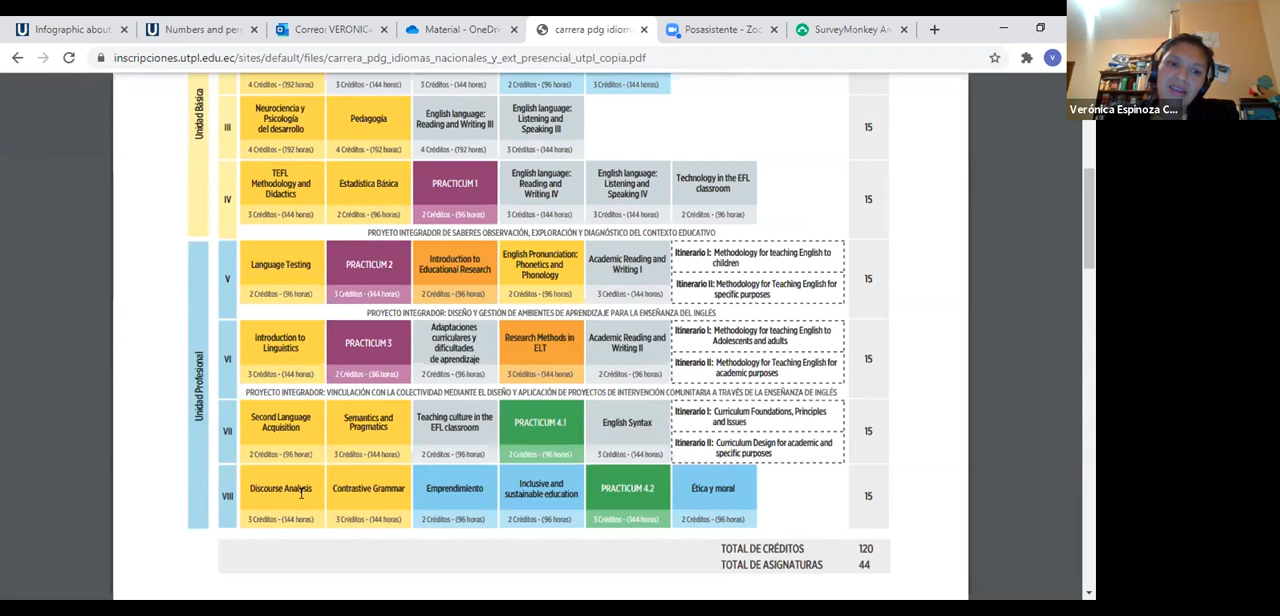 Infographic about
Numbers and per
Correo: VERONIC
Material - OneDri
carrera pdg idiom
Posasistente - Zoc
SurveyMonkey An
inscripciones.utpl.edu.ec/sites/default/files/carrera_pdg_idiomas_nacionales_y_ext_presencial_utpl_copia.pdf
V
Verónica Espinoza C...
Unidad Básica
4 Créditos - (192 horas)
3 Créditos - (144 horas)
3 Créditos - (144 horas)
2 Créditos - (96 horas)
3 Créditos - (144 horas)
III
Neurociencia y
Psicología
del desarrollo
4 Créditos - (192 horas)
Pedagogía
4 Créditos - (192 horas)
English language:
Reading and Writing III
4 Créditos - (192 horas)
English language:
Listening and
Speaking III
3 Créditos - (144 horas)
15
IV
TEFL
Methodology and
Didactics
3 Créditos - (144 horas)
Estadística Básica
2 Créditos - (96 horas)
PRACTICUM 1
2 Créditos - (96 horas)
English language:
Reading and
Writing IV
3 Créditos - (144 horas)
English language:
Listening and
Speaking IV
3 Créditos - (144 horas)
Technology in the EFL
classroom
2 Créditos - (96 horas)
15
PROYETO INTEGRADOR DE SABERES OBSERVACIÓN, EXPLORACIÓN Y DIAGNÓSTICO DEL CONTEXTO EDUCATIVO
Unidad Profesional
V
Language Testing
2 Créditos - (96 horas)
PRACTICUM 2
3 Créditos - (144 horas)
Introduction to
Educational Research
2 Créditos - (96 horas)
English Pronunciation:
Phonetics and
Phonology
2 Créditos - (96 horas)
Academic Reading and
Writing I
3 Créditos - (144 horas)
Itinerario I: Methodology for teaching English to
children
Itinerario II: Methodology for Teaching English for
specific purposes
15
PROYECTO INTEGRADOR: DISEÑO Y GESTIÓN DE AMBIENTES DE APRENDIZAJE PARA LA ENSEÑANZA DEL INGLÉS
VI
Introduction to
Linguistics
3 Créditos - (144 horas)
PRACTICUM 3
2 Créditos - (96 horas)
Adaptaciones
curriculares y
dificultades
de aprendizaje
2 Créditos - (96 horas)
Research Methods in
ELT
3 Créditos - (144 horas)
Academic Reading and
Writing II
2 Créditos - (96 horas)
Itinerario I: Methodology for teaching English to
Adolescents and adults
Itinerario II: Methodology for Teaching English for
academic purposes
15
PROYECTO INTEGRADOR: VINCULACIÓN CON LA COLECTIVIDAD MEDIANTE EL DISEÑO Y APLICACIÓN DE PROYECTOS DE INTERVENCIÓN COMUNITARIA A TRAVÉS DE LA ENSEÑANZA DE INGLÉS
VII
Second Language
Acquisition
2 Créditos - (96 horas)
Semantics and
Pragmatics
3 Créditos - (144 horas)
Teaching culture in the
EFL classroom
2 Créditos - (96 horas)
PRACTICUM 4.1
2 Créditos - (96 horas)
English Syntax
3 Créditos - (144 horas)
Itinerario I: Curriculum Foundations, Principles
and Issues
Itinerario II: Curriculum Design for academic and
specific purposes
15
VIII
Discourse Analysis
3 Créditos - (144 horas)
Contrastive Grammar
3 Créditos - (144 horas)
Emprendimiento
2 Créditos - (96 horas)
Inclusive and
sustainable education
2 Créditos - (96 horas)
PRACTICUM 4.2
3 Créditos - (144 horas)
Ética y moral
2 Créditos - (96 horas)
15
TOTAL DE CRÉDITOS 120
TOTAL DE ASIGNATURAS 44